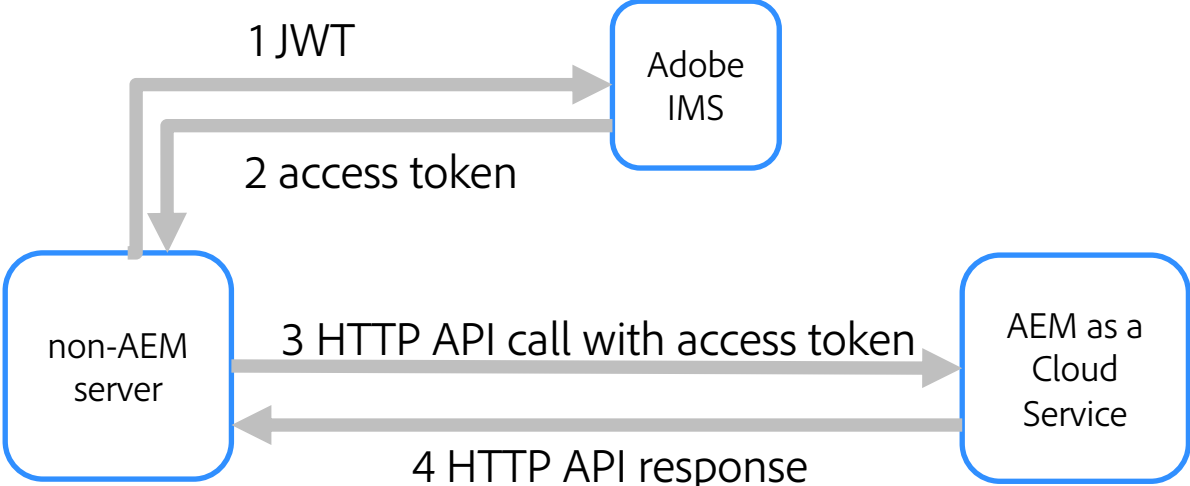 1 JWT
Adobe
IMS
2 access token
non-AEM
server
3 HTTP API call with access token
AEM as a
Cloud
Service
4 HTTP API response